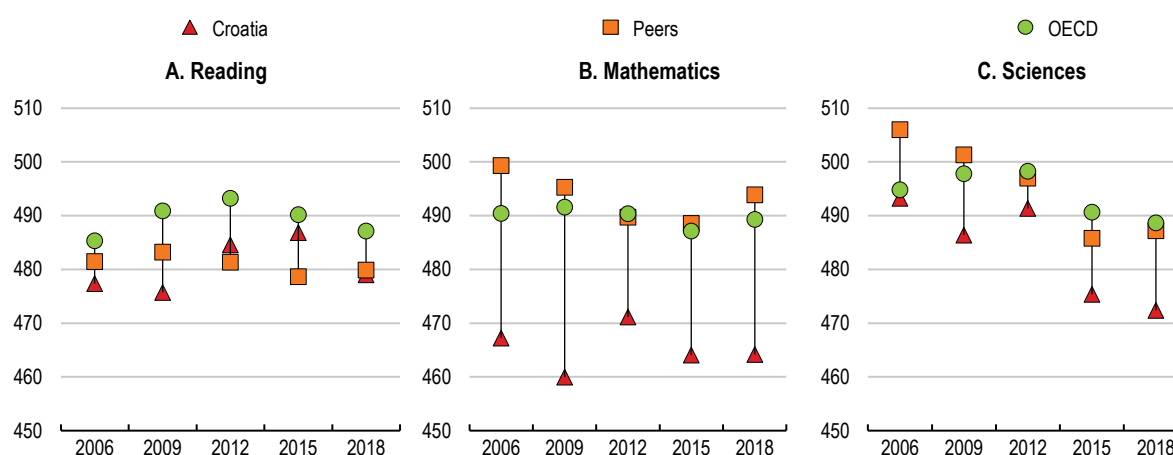 Croatia Peers OECD
A. Reading B. Mathematics C. Sciences
510 510 510
500 500 500
490 490 490
480 480 480
470 470 470
460 460 460
450 450 450
2006 2009 2012 2015 2018 2006 2009 2012 2015 2018 2006 2009 2012 2015 2018